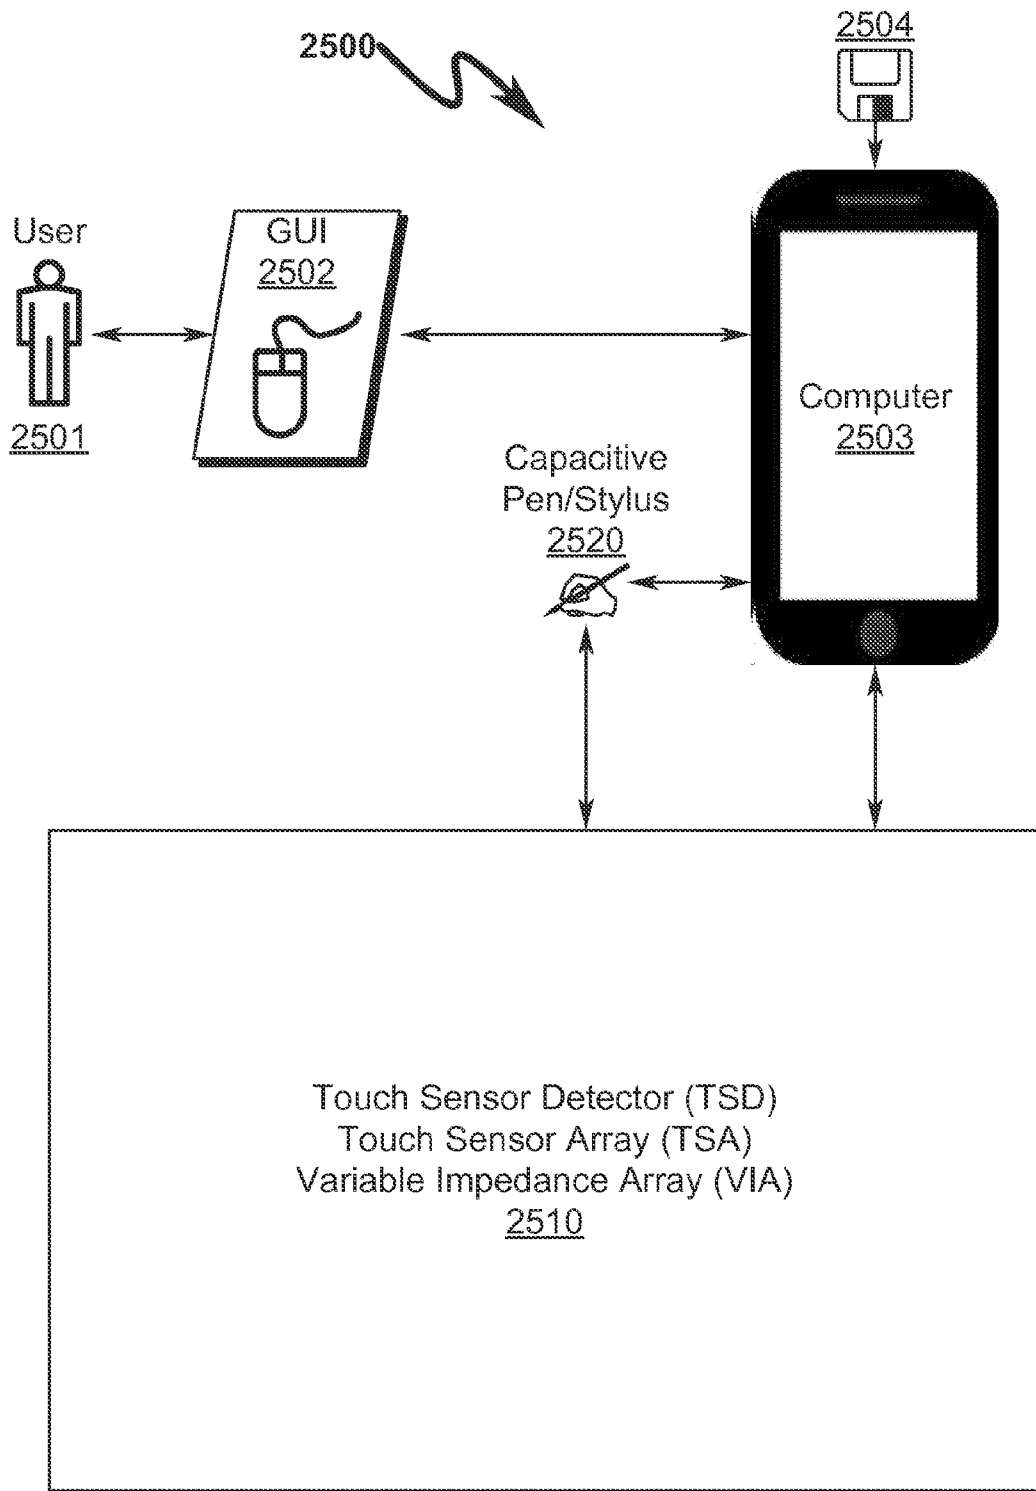 2500
2504
User
2501
GUI
2502
Computer
2503
Capacitive
Pen/Stylus
2520
Touch Sensor Detector (TSD)
Touch Sensor Array (TSA)
Variable Impedance Array (VIA)
2510